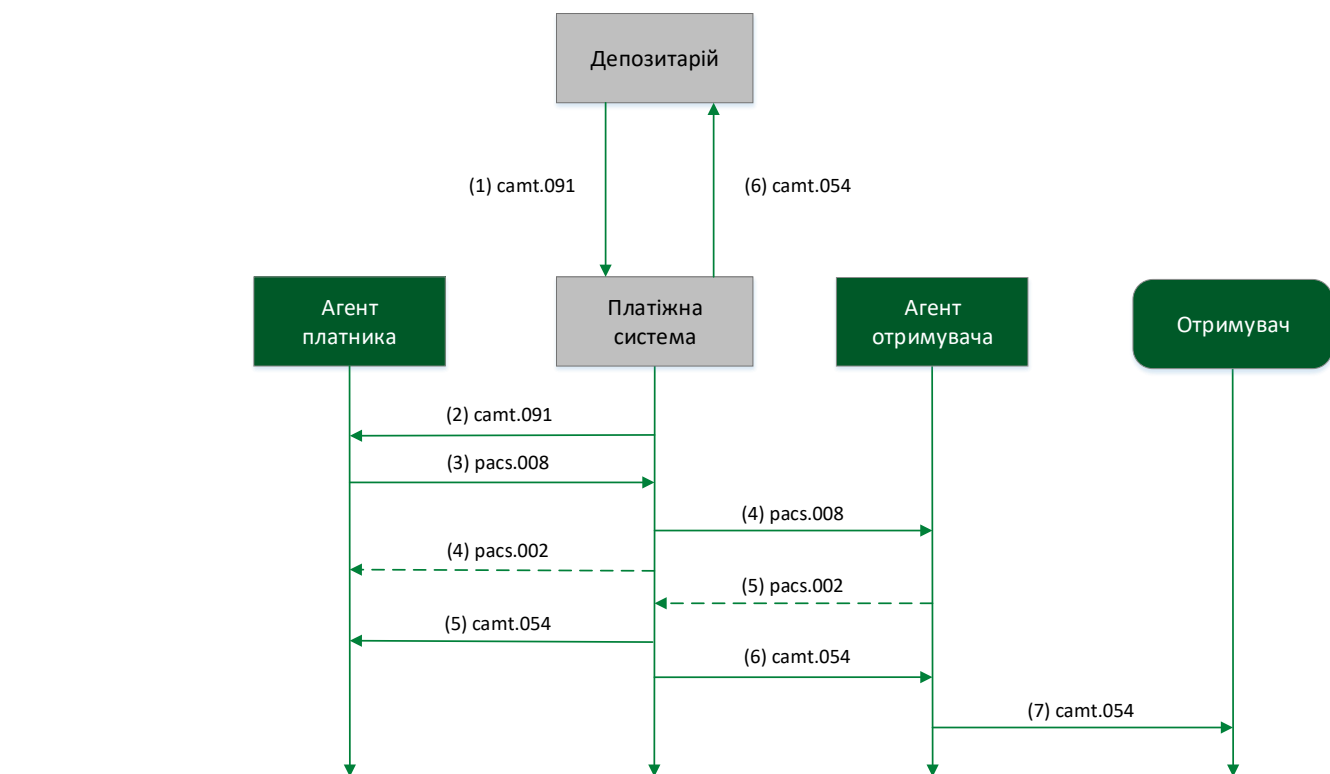 Депозитарій
(1) camt.091
(6) camt.054
Агент
платника
Платіжна
система
Агент
отримувача
Отримувач
(2) camt.091
(3) pacs.008
(4) pacs.008
(4) pacs.002
(5) pacs.002
(5) camt.054
(6) camt.054
(7) camt.054